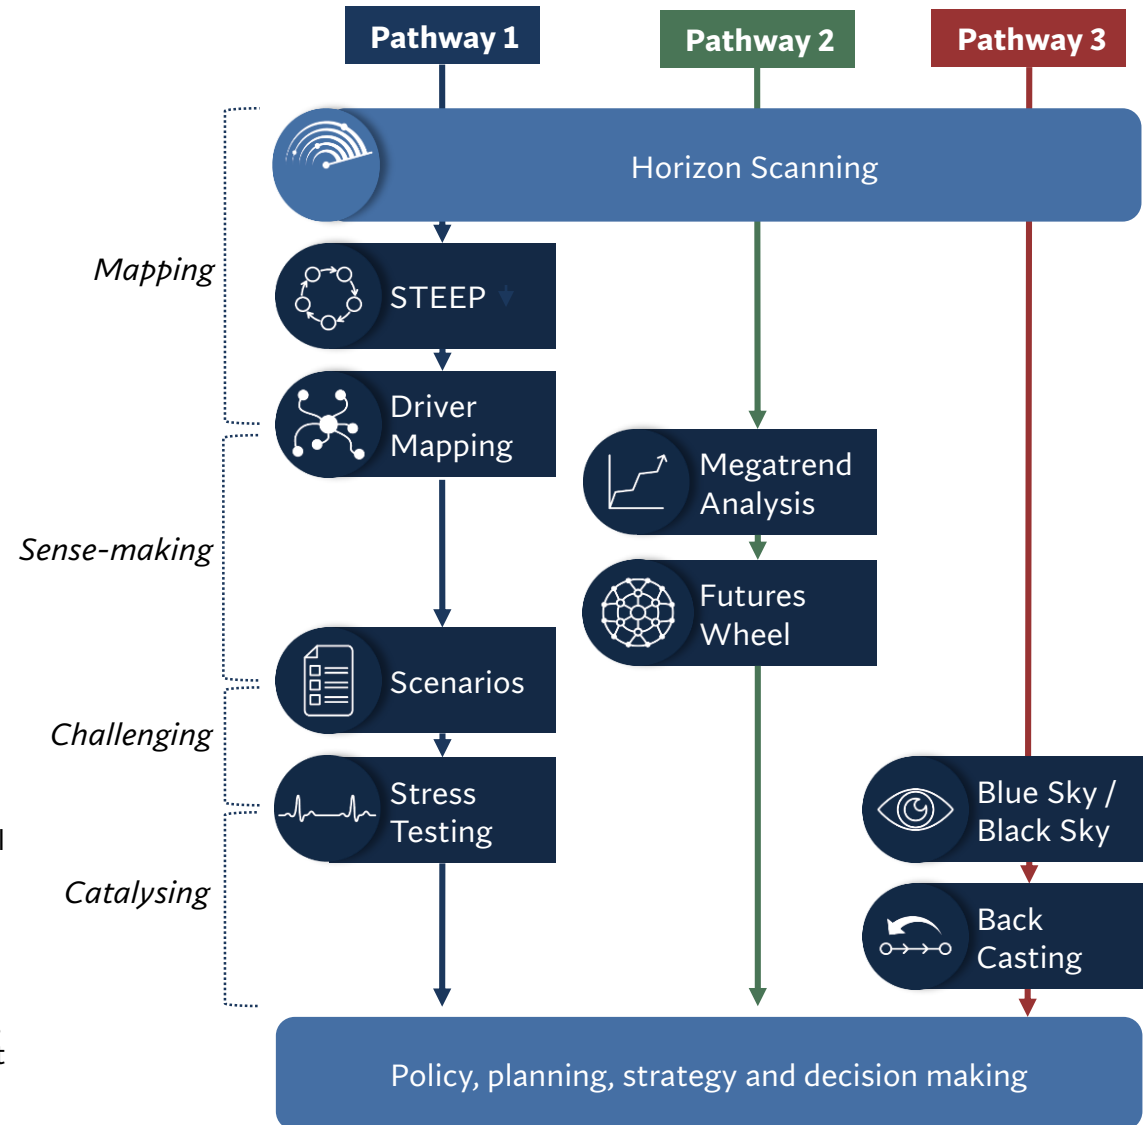 Pathway 1
Pathway 2
Pathway 3
Horizon Scanning
Mapping
STEEP
Driver
Mapping
Megatrend
Analysis
Sense-making
Futures
Wheel
Scenarios
Challenging
Stress
Testing
Blue Sky /
Black Sky
Catalysing
Back
Casting
Policy, planning, strategy and decision making